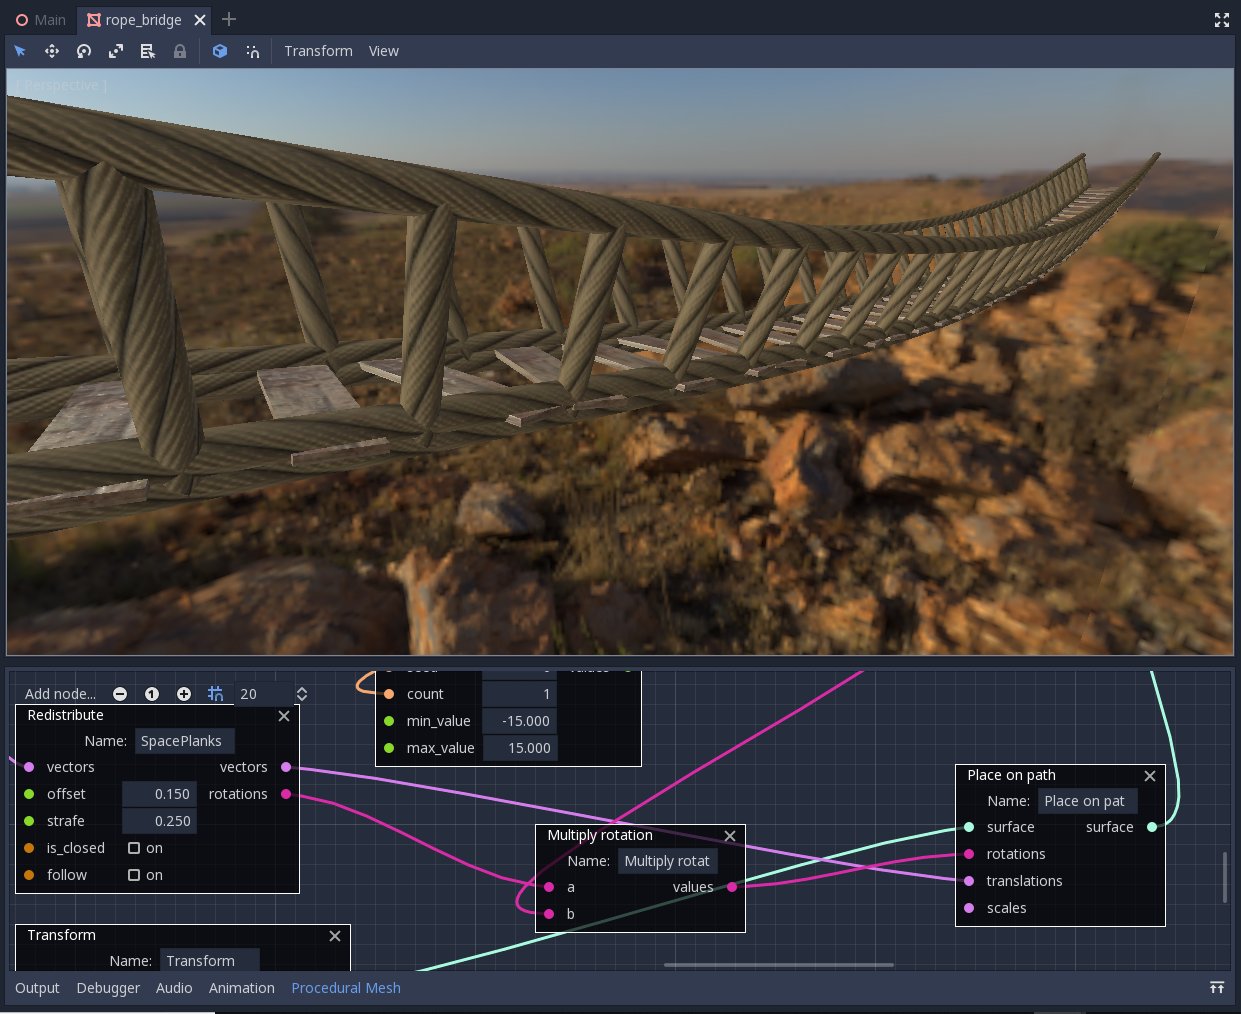 Main
rope_bridge
Transform
View
[ Perspective ]
Add node...
1
20
count
1
min_value
-15.000
max_value
15.000
Redistribute
Name:
SpacePlanks
vectors
vectors
offset
0.150
rotations
strafe
0.250
is_closed
on
follow
on
Multiply rotation
Name:
Multiply rotat
a
values
b
Place on path
Name:
Place on pat
surface
surface
rotations
translations
scales
Transform
Name:
Transform
Output
Debugger
Audio
Animation
Procedural Mesh